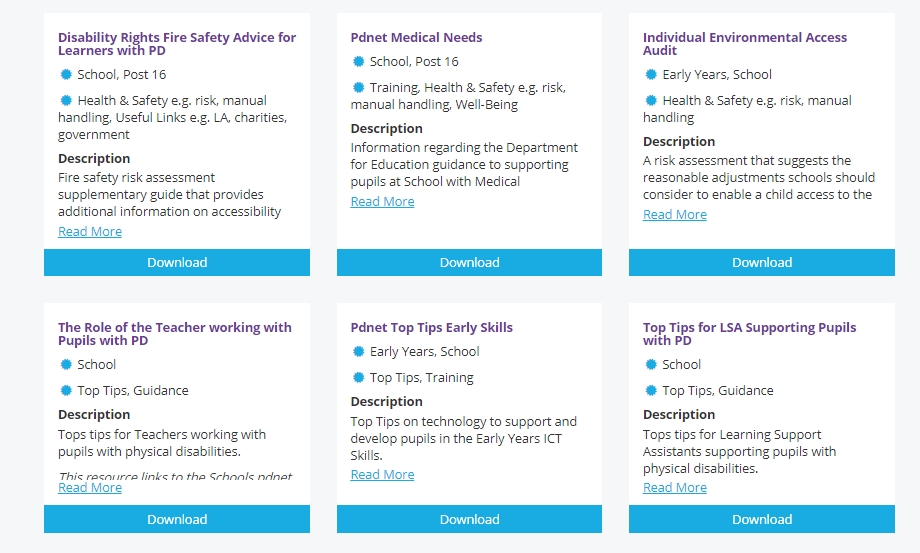 Disability Rights Fire Safety Advice for
Learners with PD
School, Post 16
Health & Safety e.g. risk, manual
handling, Useful Links e.g. LA, charities,
government
Description
Fire safety risk assessment
supplementary guide that provides
additional information on accessibility
Read More
Download
Pdnet Medical Needs
School, Post 16
Training, Health & Safety e.g. risk,
manual handling, Well-Being
Description
Information regarding the Department
for Education guidance to supporting
pupils at School with Medical
Read More
Download
Individual Environmental Access
Audit
Early Years, School
Health & Safety e.g. risk, manual
handling
Description
A risk assessment that suggests the
reasonable adjustments schools should
consider to enable a child access to the
Read More
Download
The Role of the Teacher working with
Pupils with PD
School
Top Tips, Guidance
Description
Tops tips for Teachers working with
pupils with physical disabilities.
This resource links to the Schools pdnet
Read More
Download
Pdnet Top Tips Early Skills
Early Years, School
Top Tips, Training
Description
Top Tips on technology to support and
develop pupils in the Early Years ICT
Skills.
Read More
Download
Top Tips for LSA Supporting Pupils
with PD
School
Top Tips, Guidance
Description
Tops tips for Learning Support
Assistants supporting pupils with
physical disabilities.
Read More
Download